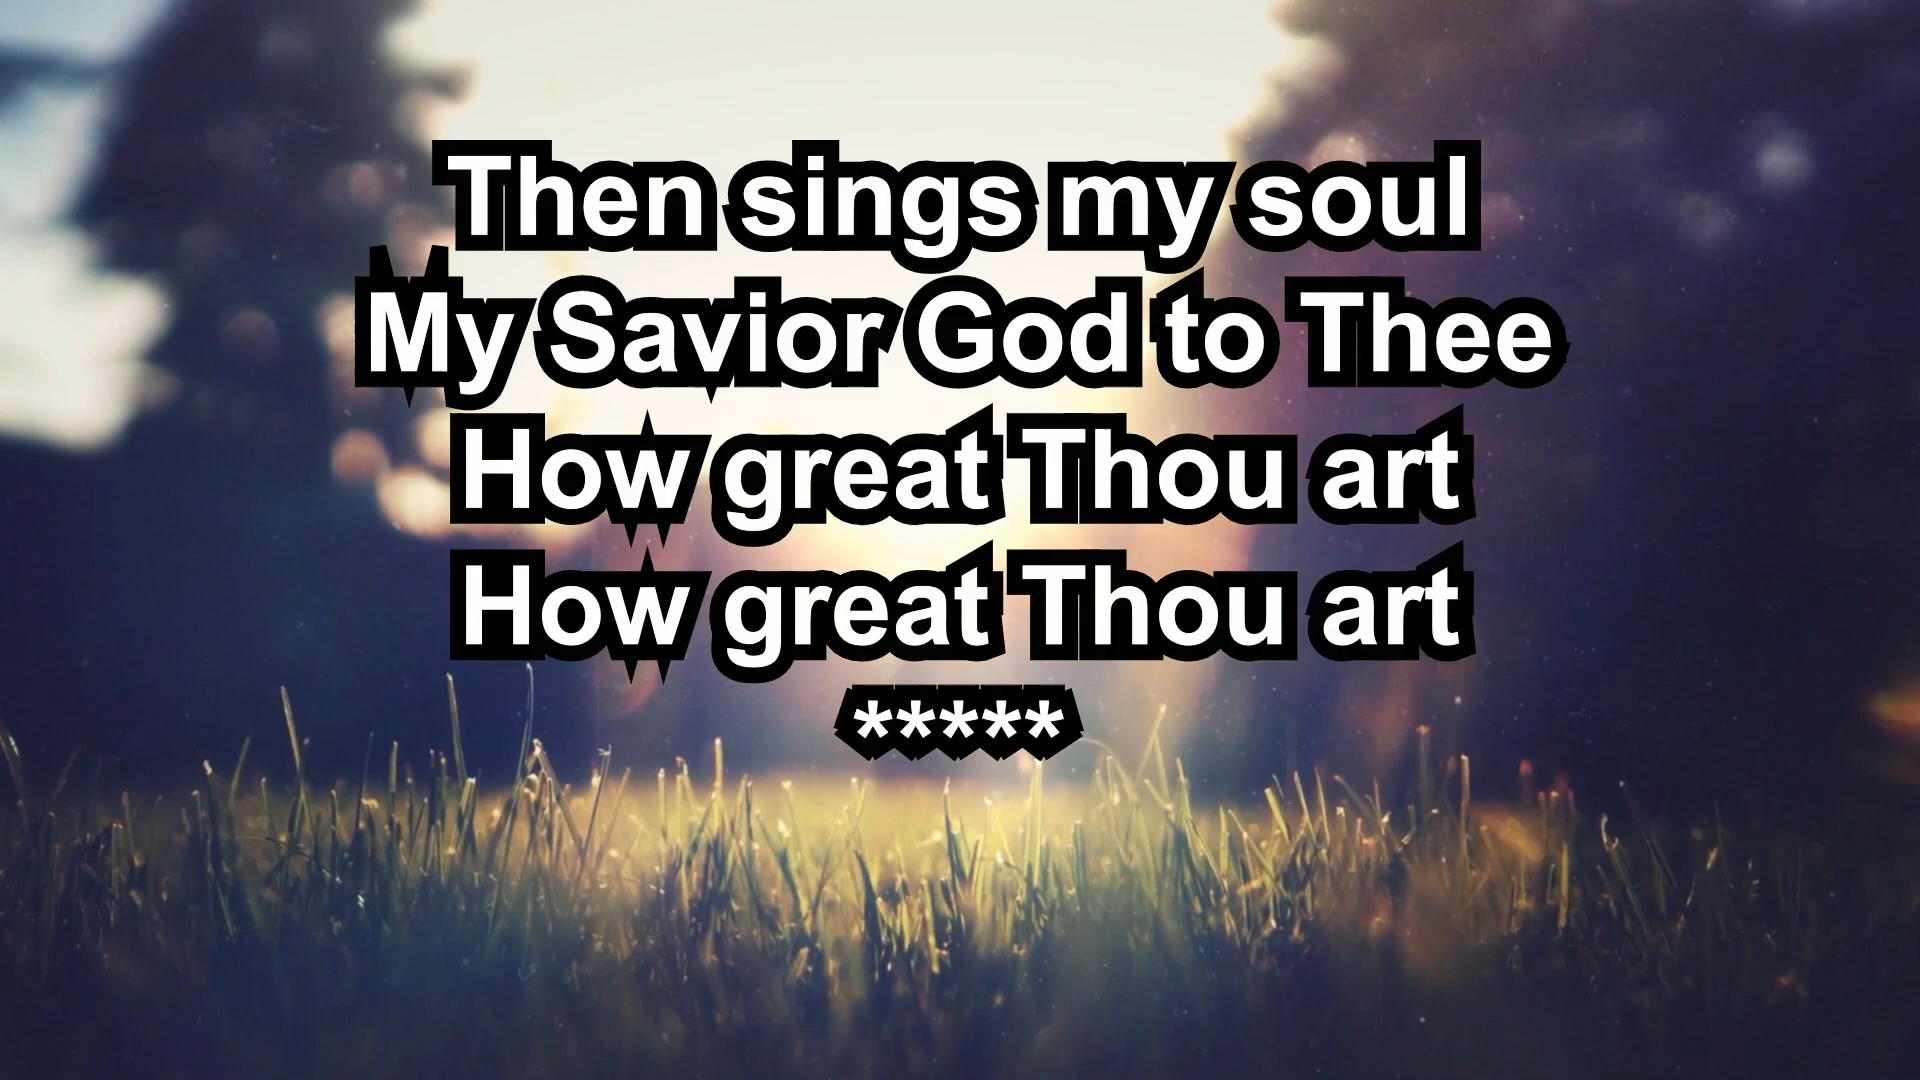 Then sings my soul
My Savior God to Thee
How great Thou art
How great Thou art
*****